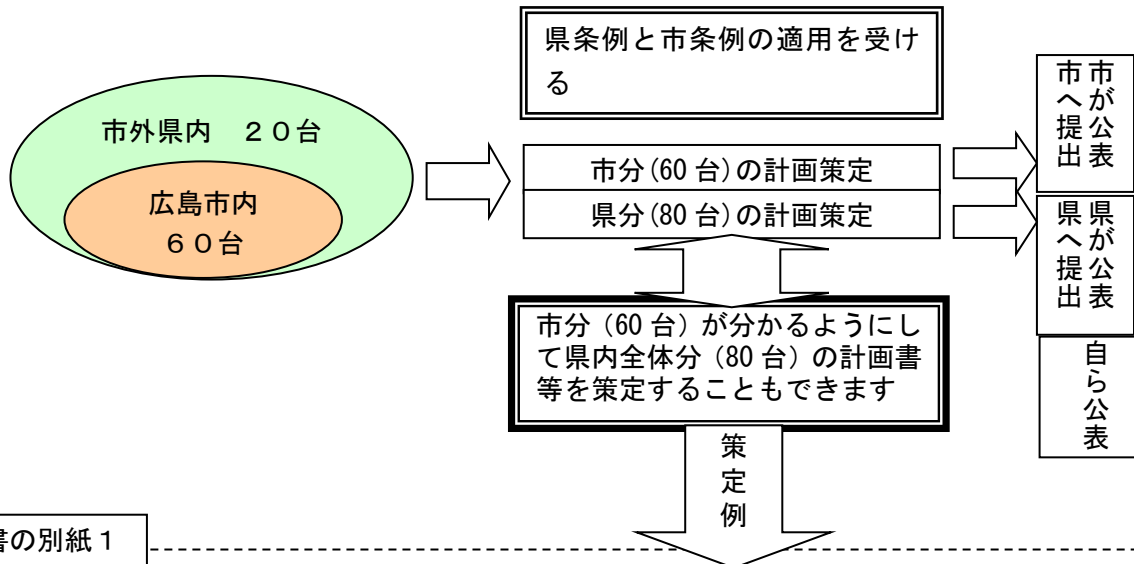 県条例と市条例の適用を受け
る
市外県内　２０台
広島市内
６０台
市分(60 台)の計画策定
県分(80 台)の計画策定
市が公表
市へ提出
県が公表
県へ提出
自ら公表
市分（60 台）が分かるようにし
て県内全体分（80 台）の計画書
等を策定することもできます
策定例
書の別紙１